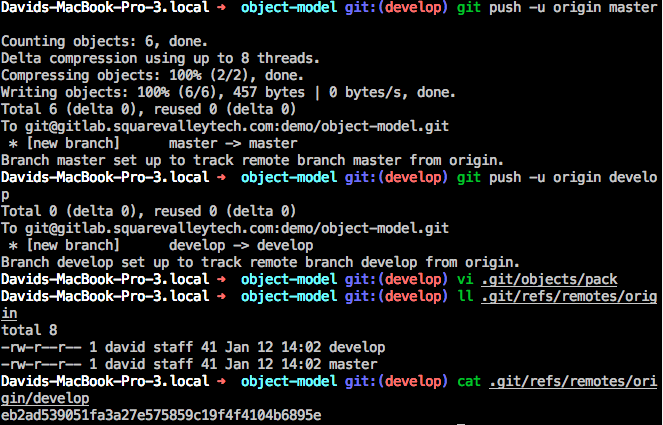 Davids-MacBook-Pro-3.local ➜  object-model git:(develop) git push -u origin master

Counting objects: 6, done.
Delta compression using up to 8 threads.
Compressing objects: 100% (2/2), done.
Writing objects: 100% (6/6), 457 bytes | 0 bytes/s, done.
Total 6 (delta 0), reused 0 (delta 0)
To git@gitlab.squarevalleytech.com:demo/object-model.git
 * [new branch]      master -> master
Branch master set up to track remote branch master from origin.
Davids-MacBook-Pro-3.local ➜  object-model git:(develop) git push -u origin develo
p
Total 0 (delta 0), reused 0 (delta 0)
To git@gitlab.squarevalleytech.com:demo/object-model.git
 * [new branch]      develop -> develop
Branch develop set up to track remote branch develop from origin.
Davids-MacBook-Pro-3.local ➜  object-model git:(develop) vi .git/objects/pack
Davids-MacBook-Pro-3.local ➜  object-model git:(develop) ll .git/refs/remotes/orig
in
total 8
-rw-r--r-- 1 david staff 41 Jan 12 14:02 develop
-rw-r--r-- 1 david staff 41 Jan 12 14:02 master
Davids-MacBook-Pro-3.local ➜  object-model git:(develop) cat .git/refs/remotes/ori
gin/develop
eb2ad539051fa3a27e575859c19f4f4104b6895e